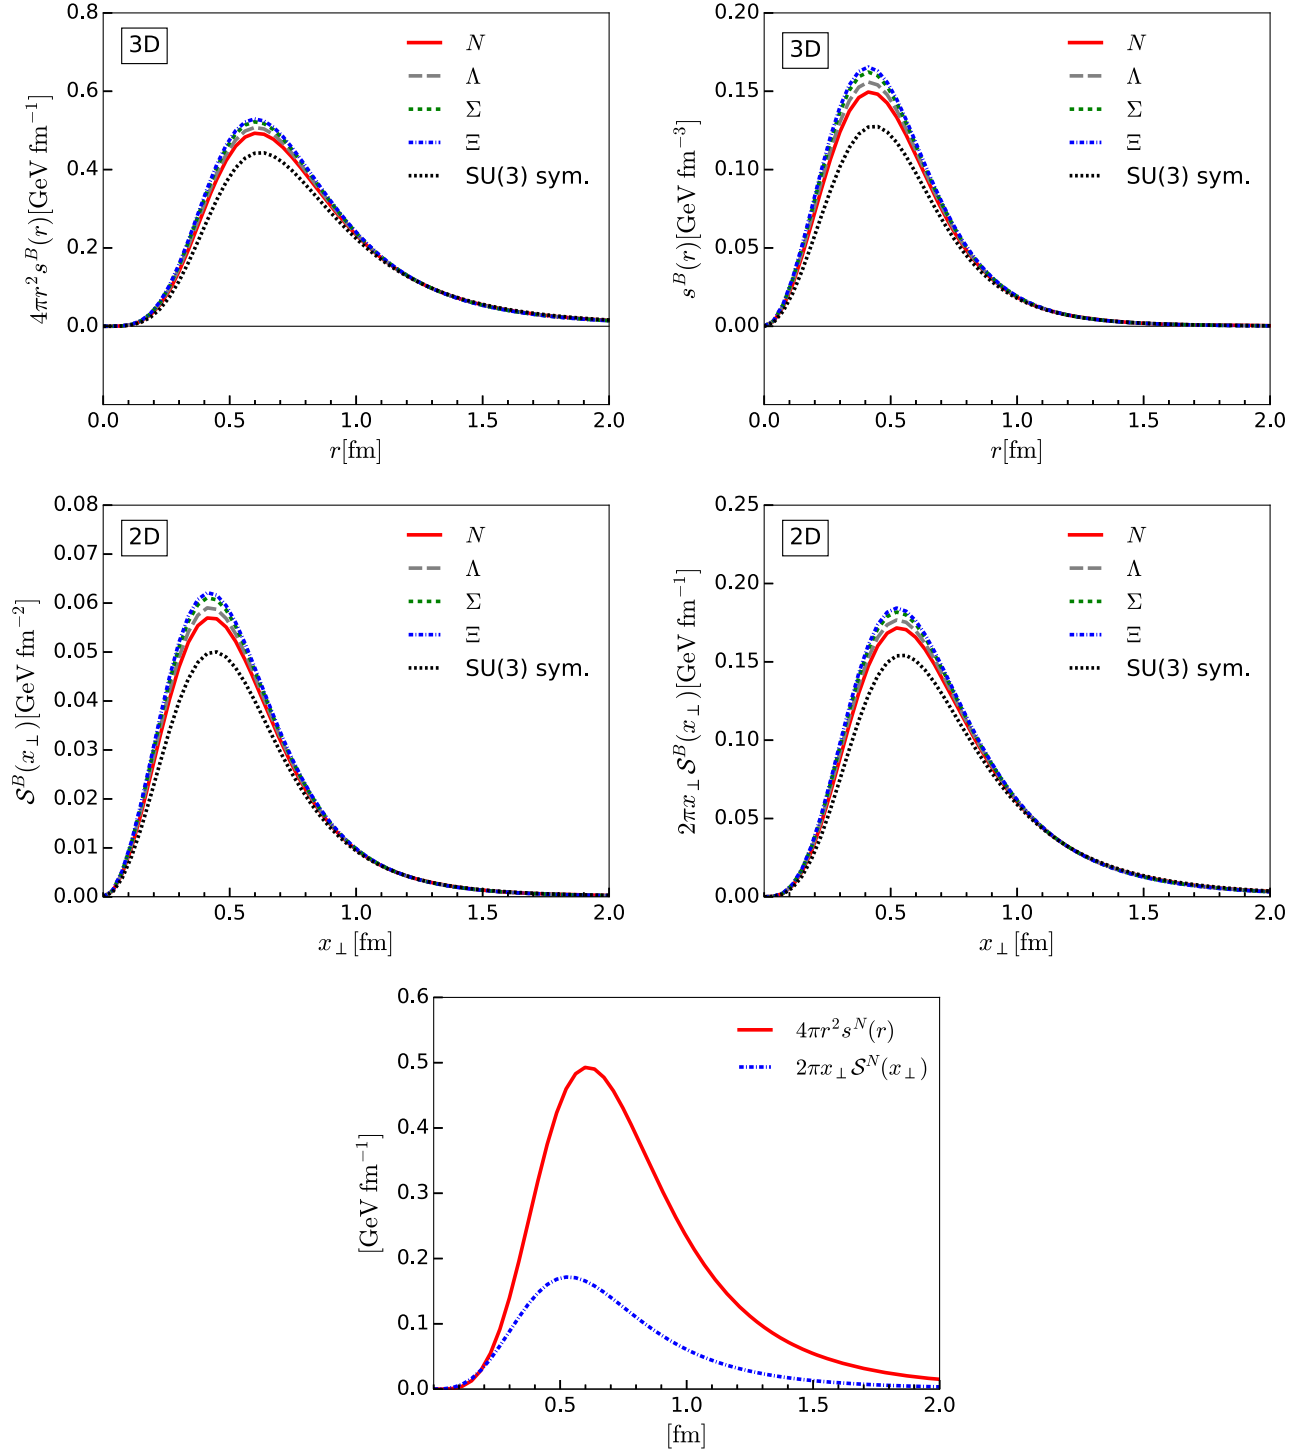 3D
N
Λ
Σ
Ξ
SU(3) sym.
0.8
0.6
0.4
0.2
0.0
4πr²s^B(r)[GeV fm⁻¹]
0.0 0.5 1.0 1.5 2.0
r[fm]
3D
N
Λ
Σ
Ξ
SU(3) sym.
0.20
0.15
0.10
0.05
0.00
s^B(r)[GeV fm⁻³]
0.0 0.5 1.0 1.5 2.0
r[fm]
2D
N
Λ
Σ
Ξ
SU(3) sym.
0.08
0.07
0.06
0.05
0.04
0.03
0.02
0.01
0.00
𝒮^B(x_⊥)[GeV fm⁻²]
0.5 1.0 1.5 2.0
x_⊥[fm]
2D
N
Λ
Σ
Ξ
SU(3) sym.
0.25
0.20
0.15
0.10
0.05
0.00
2πx_⊥𝒮^B(x_⊥)[GeV fm⁻¹]
0.5 1.0 1.5 2.0
x_⊥[fm]
4πr²s^N(r)
2πx_⊥𝒮^N(x_⊥)
0.6
0.5
0.4
0.3
0.2
0.1
0.0
[GeV fm⁻¹]
0.5 1.0 1.5 2.0
[fm]